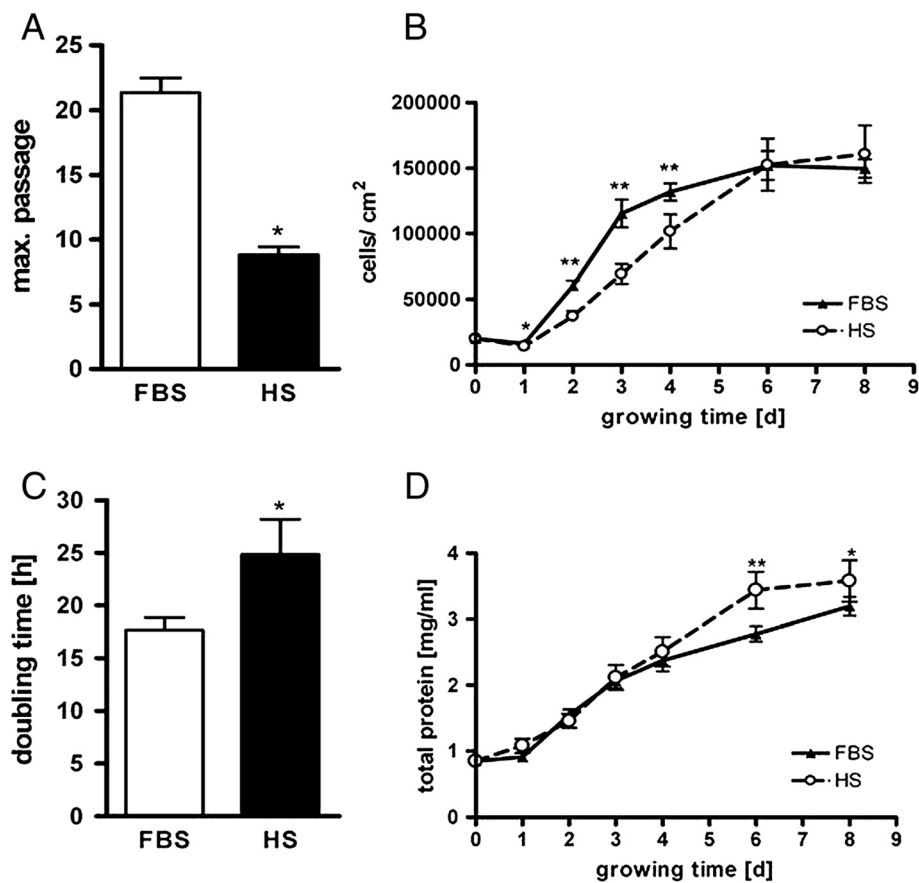 A
max. passage
25
20
15
10
5
0
*
FBS HS
B
cells/ cm²
200000
150000
100000
50000
0
* ** ** **
FBS
HS
0 1 2 3 4 5 6 7 8 9
growing time [d]
C
doubling time [h]
30
25
20
15
10
5
0
*
FBS HS
D
total protein [mg/ml]
4
3
2
1
0
** *
FBS
HS
0 1 2 3 4 5 6 7 8 9
growing time [d]